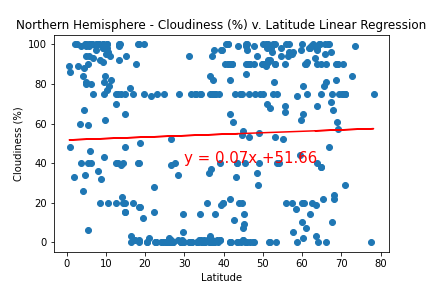 Northern Hemisphere - Cloudiness (%) v. Latitude Linear Regression
100
80
60
40
20
0
Cloudiness (%)
y = 0.07x +51.66
0 10 20 30 40 50 60 70 80
Latitude